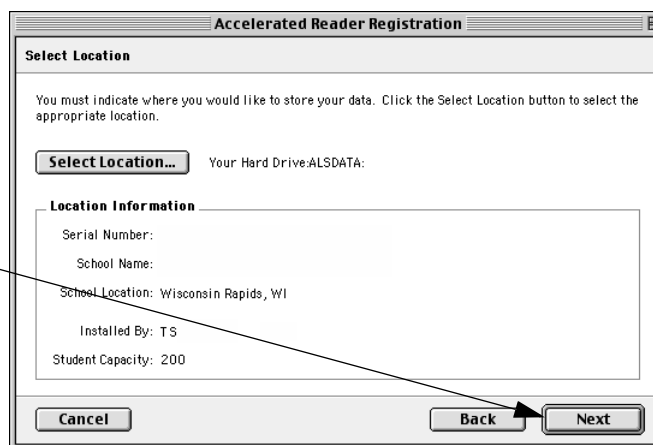 Accelerated Reader Registration
Select Location
You must indicate where you would like to store your data. Click the Select Location button to select the
appropriate location.
Select Location... Your Hard Drive:ALSDATA:
Location Information
Serial Number:
School Name:
School Location: Wisconsin Rapids, WI
Installed By: TS
Student Capacity: 200
Cancel Back Next